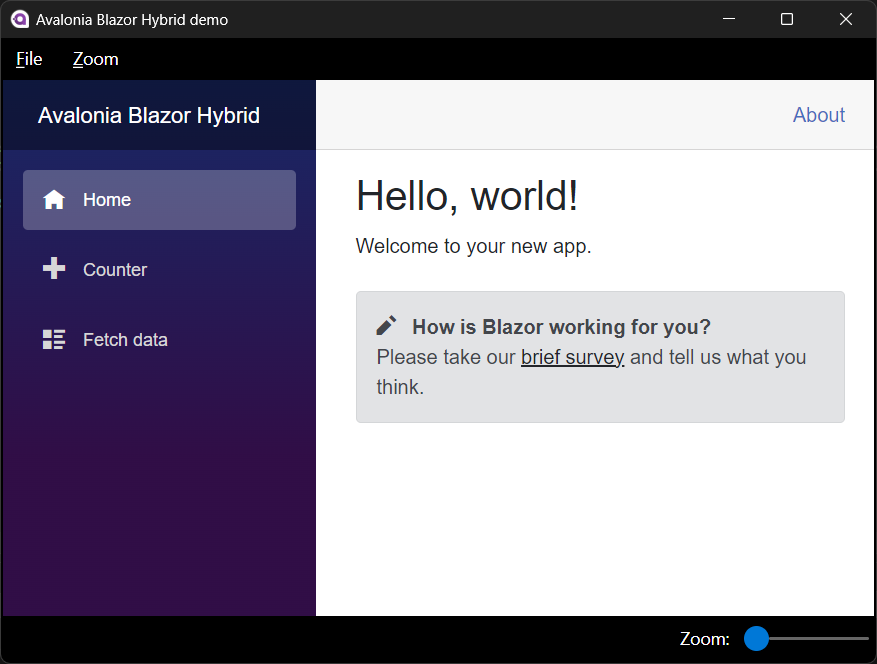 Avalonia Blazor Hybrid demo
File Zoom
Avalonia Blazor Hybrid
About
Home
Counter
Fetch data
Hello, world!
Welcome to your new app.
How is Blazor working for you?
Please take our brief survey and tell us what you
think.
Zoom: